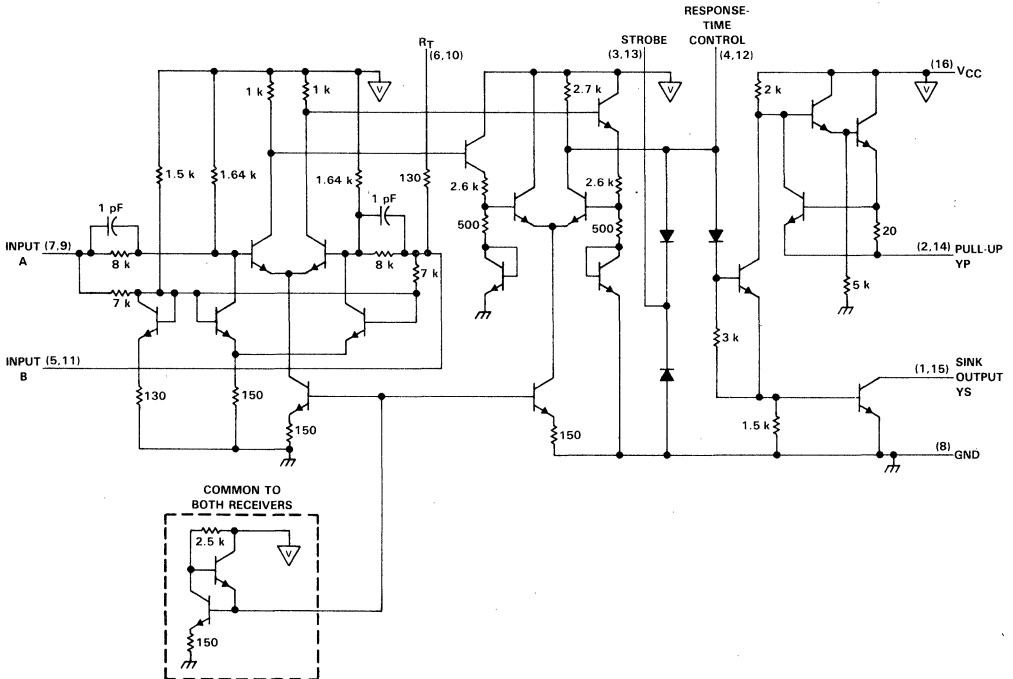 RESPONSE-
TIME
CONTROL
(4,12)
STROBE
(3,13)
RT
(6,10)
(16)
VCC
V
V
V
1 k
1 k
2.7 k
2 k
1.5 k
1.64 k
1.64 k
130
2.6 k
2.6 k
1 pF
1 pF
500
500
20
INPUT (7,9)
A
8 k
8 k
7 k
(2,14) PULL-UP
YP
7 k
5 k
3 k
INPUT (5,11)
B
(1,15) SINK
OUTPUT
YS
130
150
150
150
1.5 k
(8) GND
COMMON TO
BOTH RECEIVERS
2.5 k
V
150